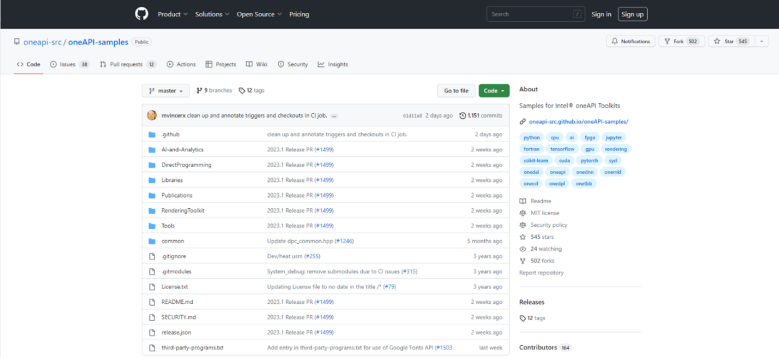 Product Solutions Open Source Pricing Search / Sign in Sign up
oneapi-src / oneAPI-samples Public Notifications Fork 502 Star 545
Code Issues 38 Pull requests 12 Actions Projects Wiki Security Insights
master 9 branches 12 tags Go to file Code About
Samples for Intel® oneAPI Toolkits
mvincerx clean up and annotate triggers and checkouts in CI job. 2 days ago 1,151 commits
oneapi-src.github.io/oneAPI-samples/
.github clean up and annotate triggers and checkouts in CI job. 2 days ago
python cpu ai fpga jupyter
AI-and-Analytics 2023.1 Release PR (#1499) 2 weeks ago
fortran tensorflow gpu rendering
DirectProgramming 2023.1 Release PR (#1499) 2 weeks ago
scikit-learn cuda pytorch sycl
Libraries 2023.1 Release PR (#1499) 2 weeks ago
onedal oneapi onednn onemkl
Publications 2023.1 Release PR (#1499) 2 weeks ago
oneccl onedpl onetbb
RenderingToolkit 2023.1 Release PR (#1499) 2 weeks ago
Readme
Tools 2023.1 Release PR (#1499) 2 weeks ago
MIT license
Security policy
common Update dpc_common.hpp (#1246) 5 months ago
545 stars
.gitignore Dev/heat usm (#255) 3 years ago
24 watching
502 forks
.gitmodules System_debug: remove submodules due to CI issues (#315) 3 years ago
Report repository
License.txt Updating License file to no date in the title /* (#79) 3 years ago
README.md 2023.1 Release PR (#1499) 2 weeks ago
Releases
SECURITY.md 2023.1 Release PR (#1499) 2 weeks ago
12 tags
release.json 2023.1 Release PR (#1499) 2 weeks ago
third-party-programs.txt Add entry in third-party-programs.txt for use of Google Fonts API (#1503 last week
Contributors 164